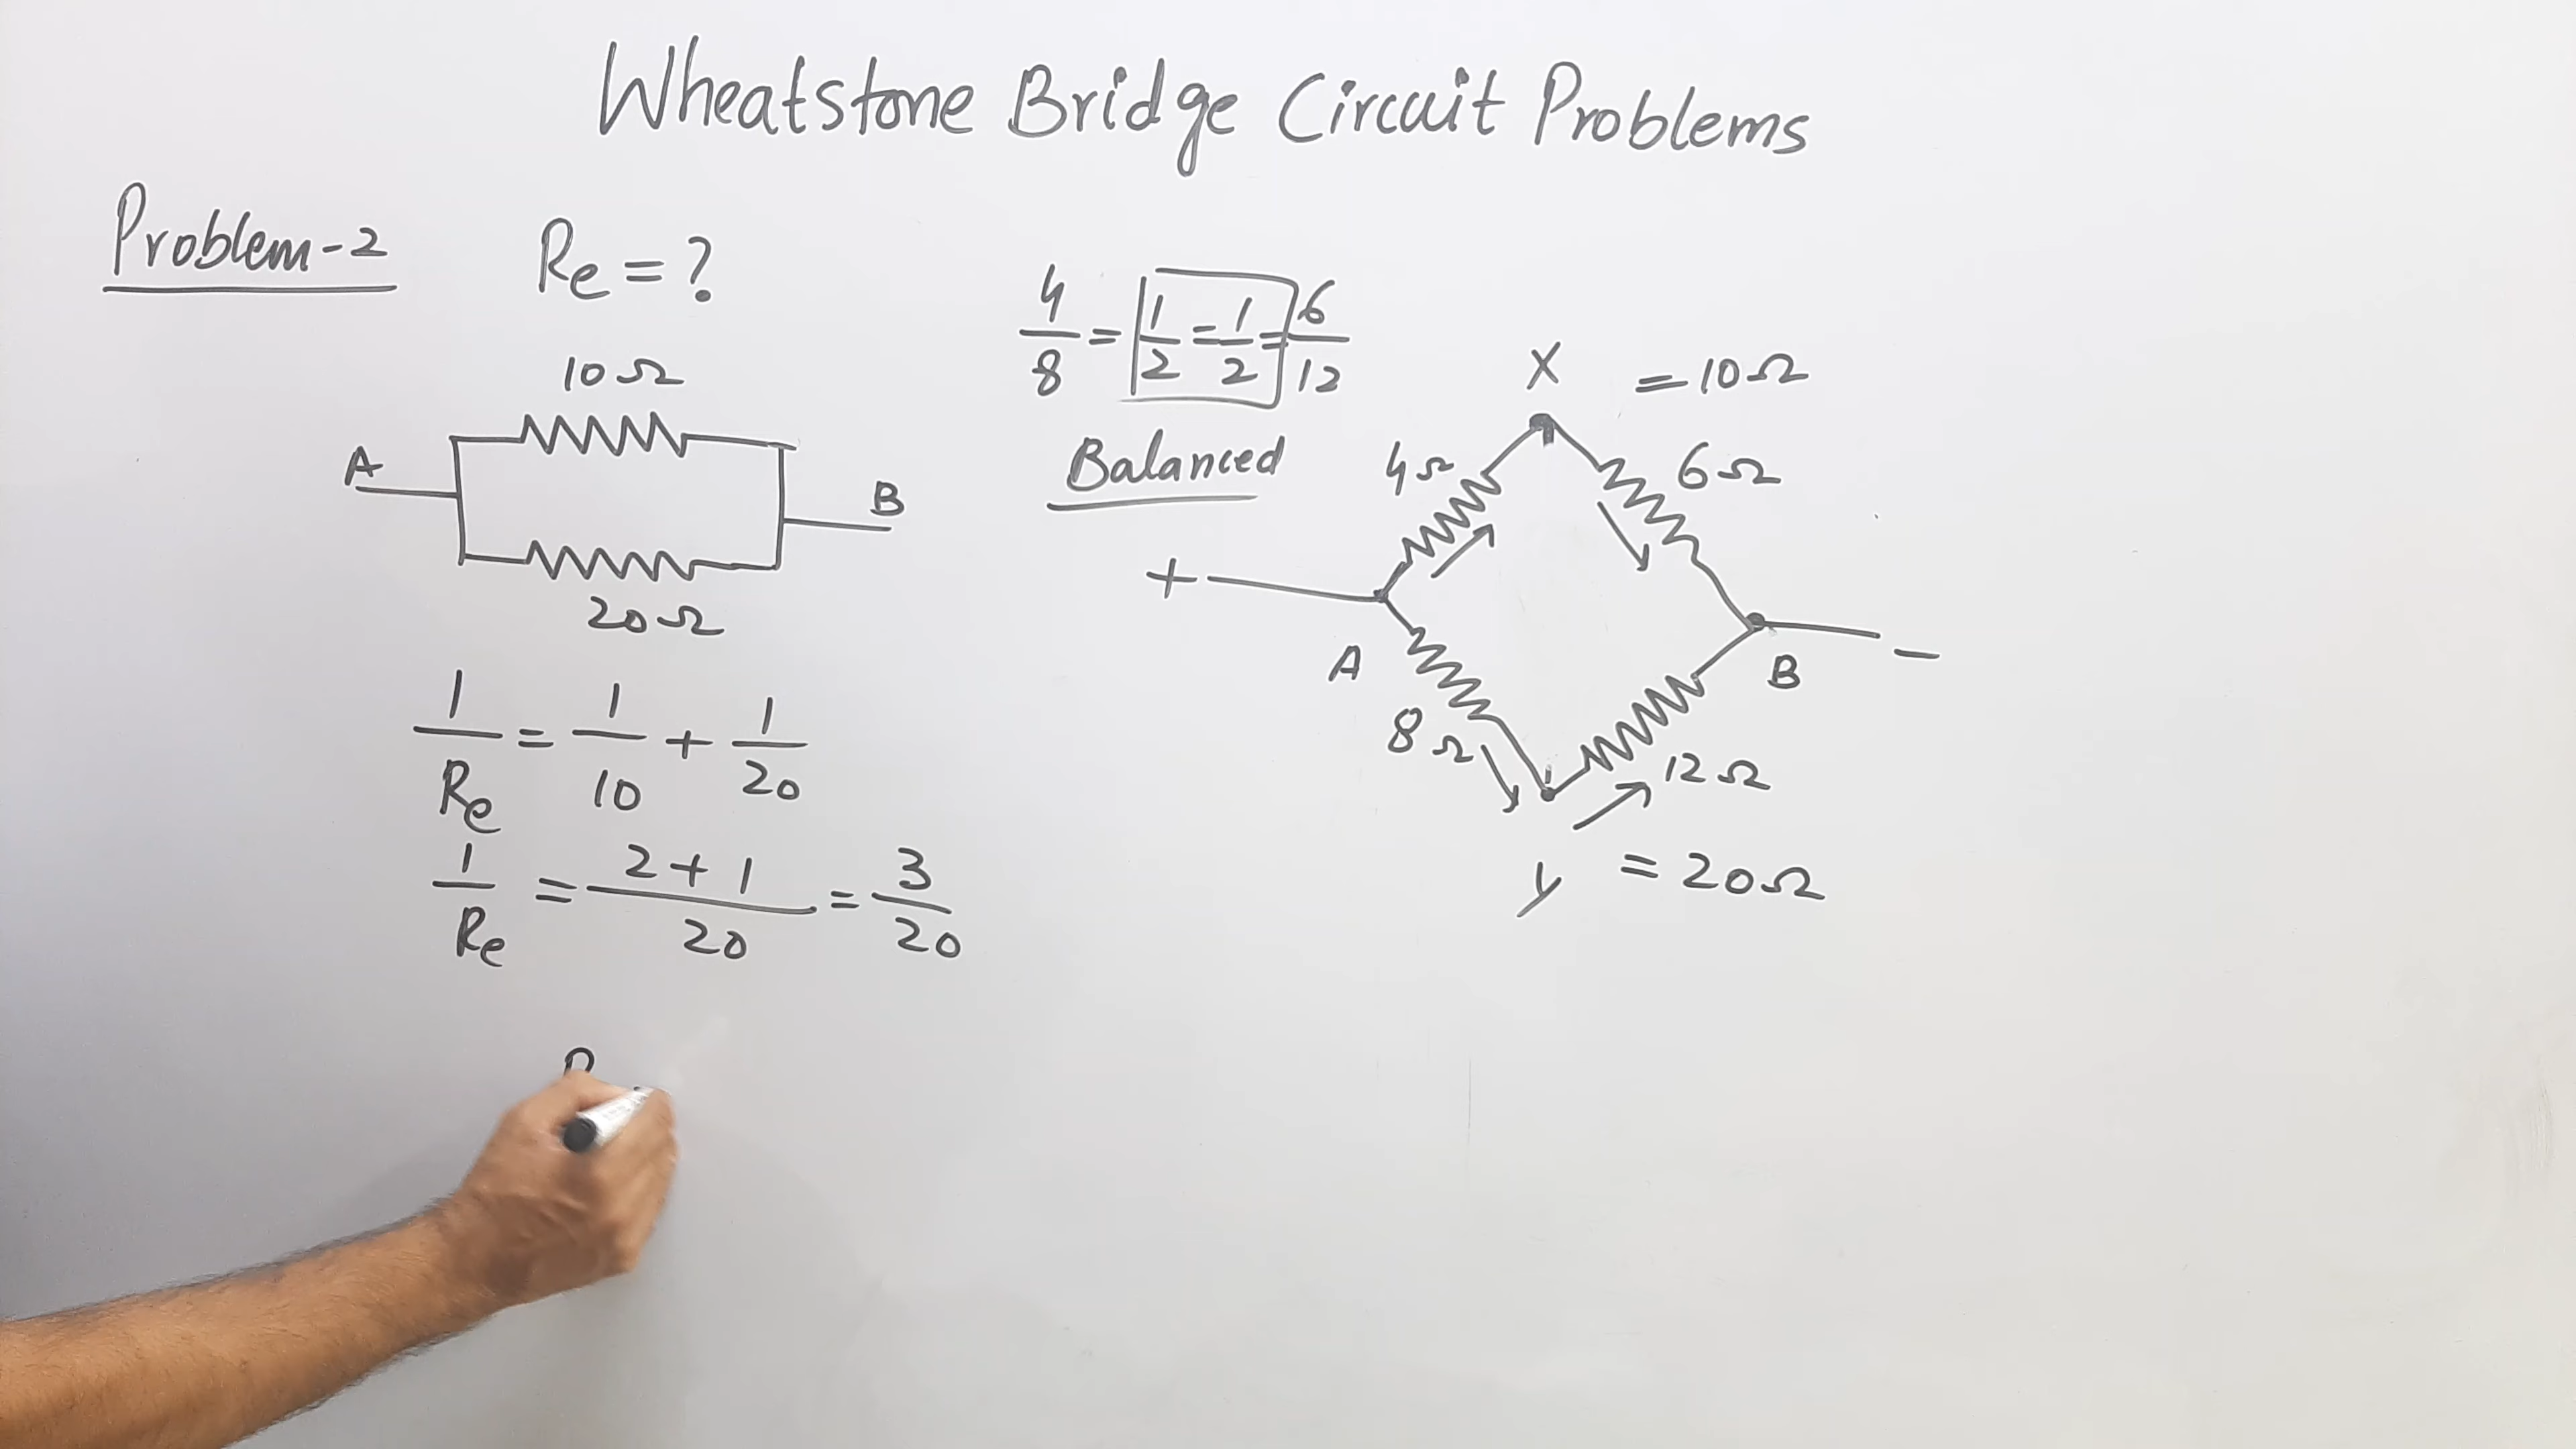 Wheatstone Bridge Circuit Problems
Problem-2 Re = ?
4/8 = 1/2 = 1/2 = 6/12
Balanced
10Ω
A
B
20Ω
1/Re = 1/10 + 1/20
1/Re = 2+1/20 = 3/20
R
X = 10Ω
4Ω 6Ω
+ −
A B
8Ω 12Ω
y = 20Ω